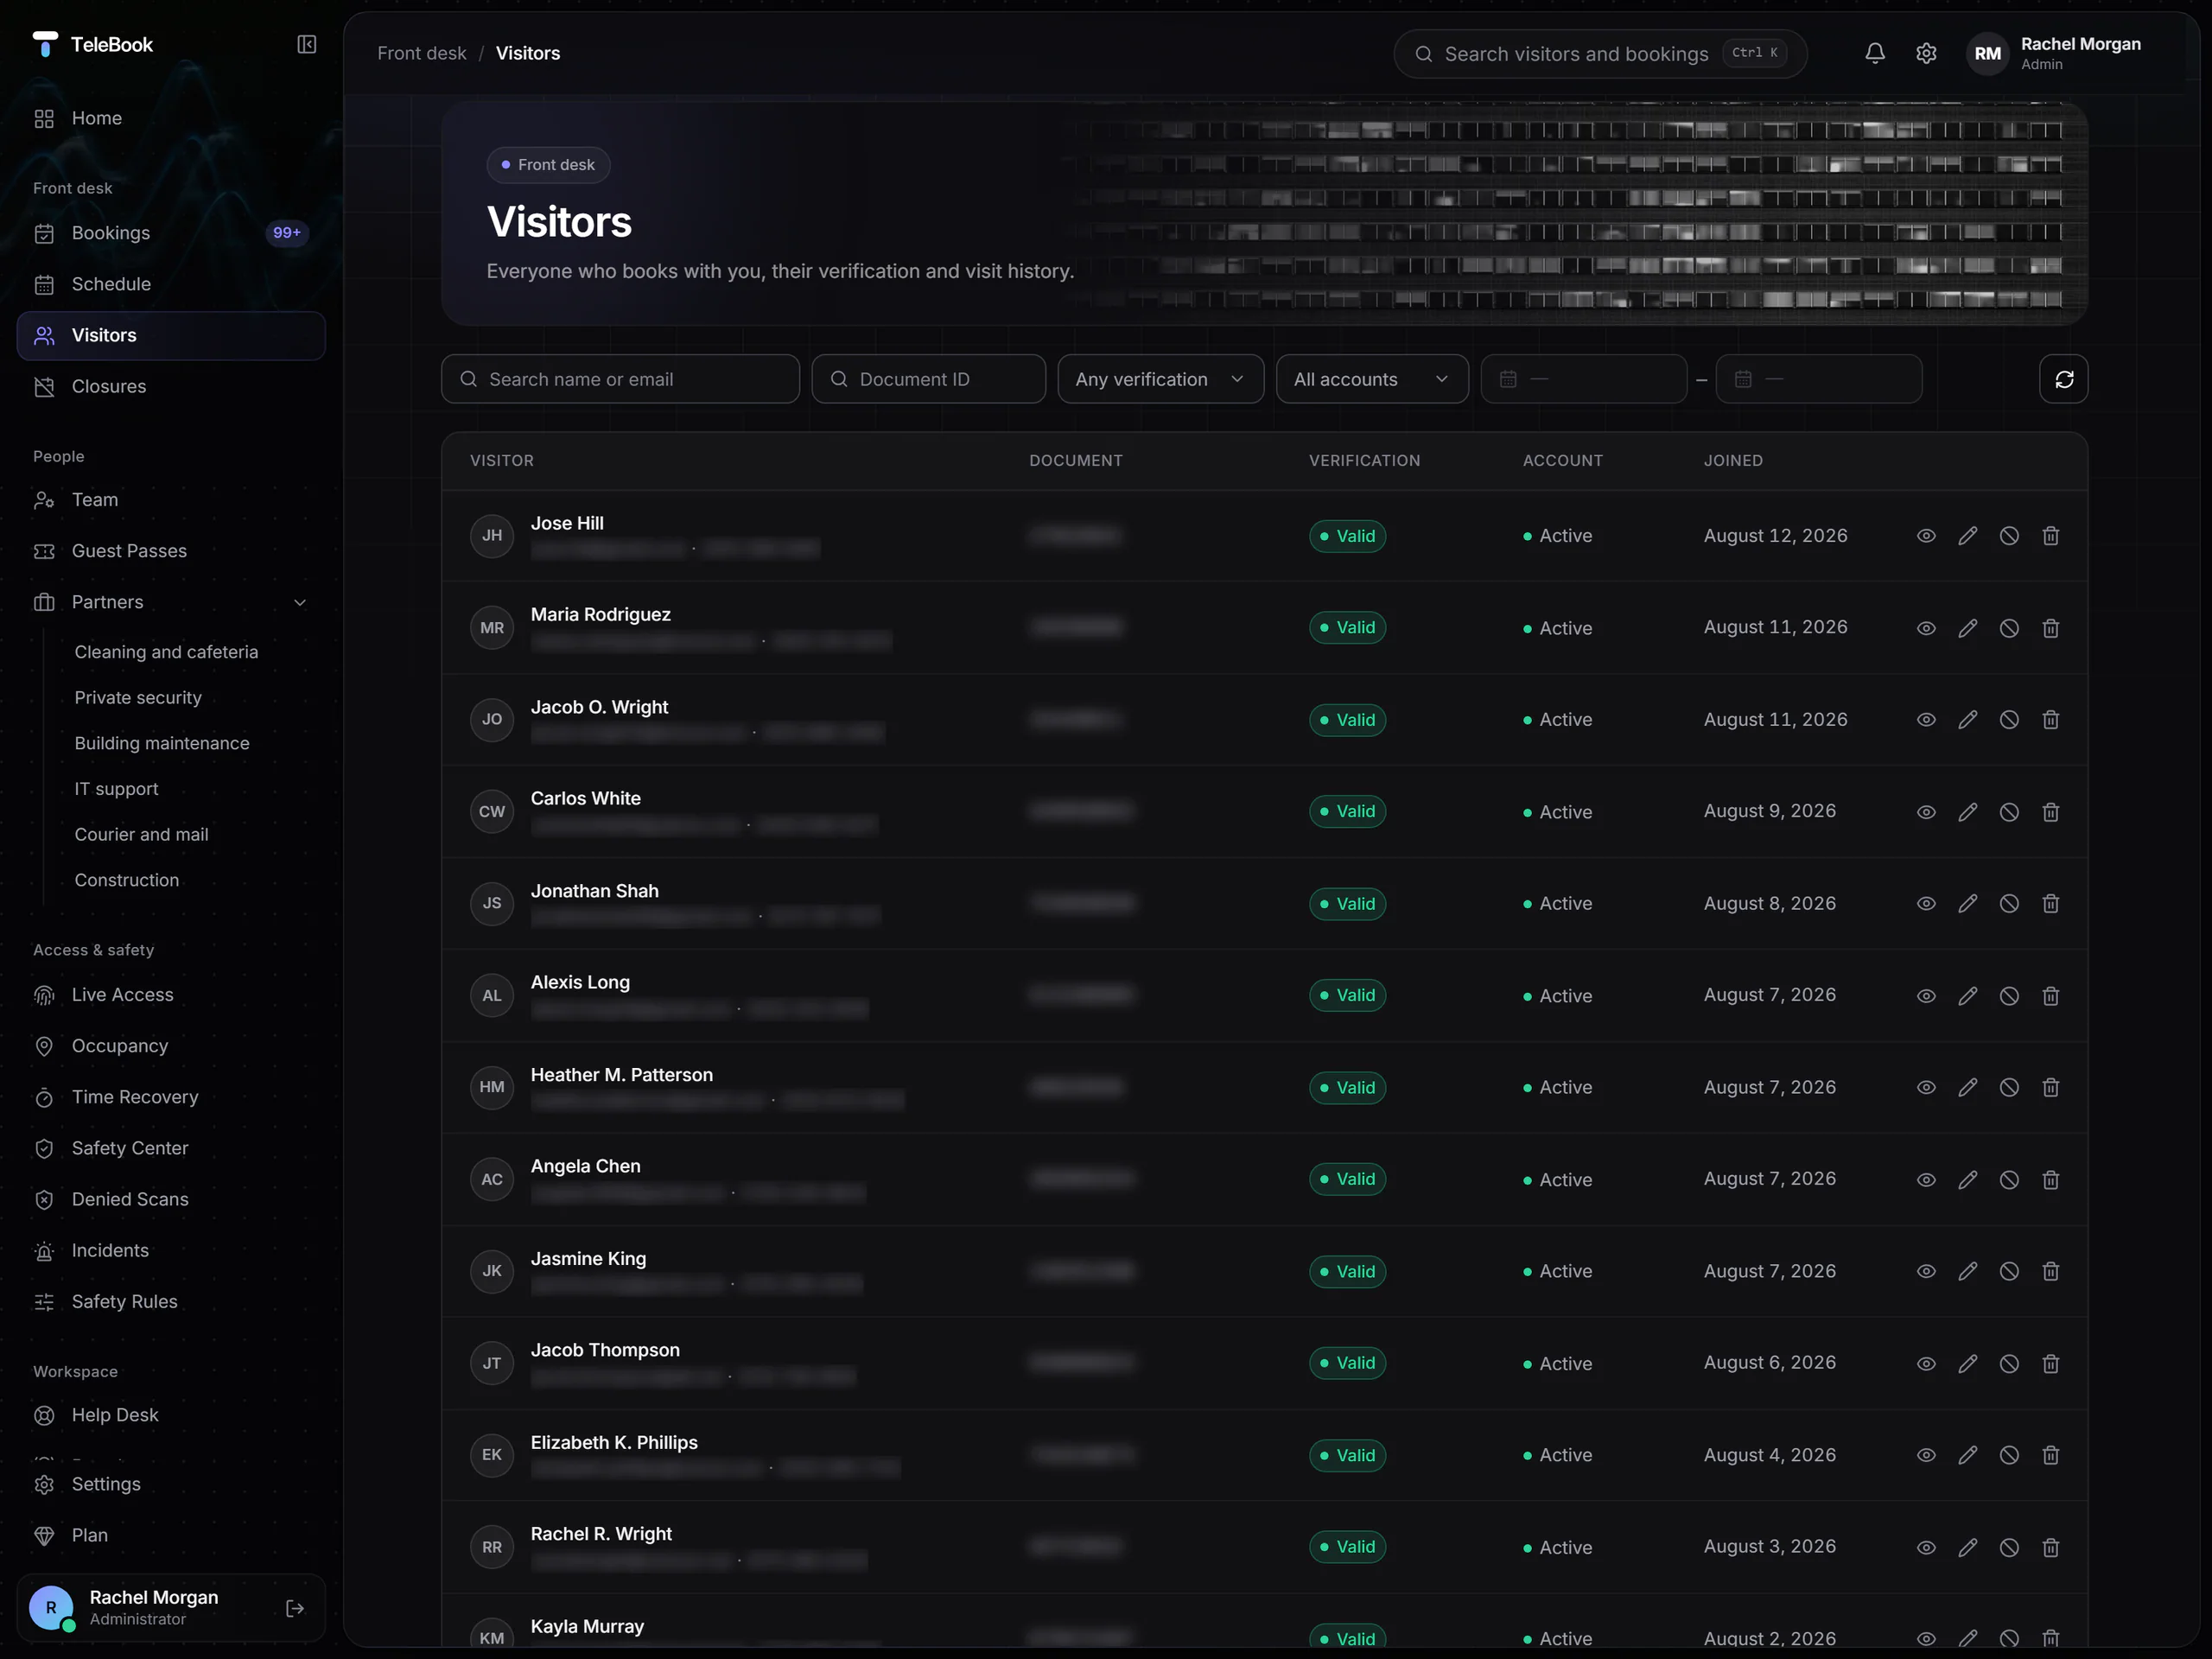 TeleBook
Home
Front desk
Bookings
99+
Schedule
Visitors
Closures
People
Team
Guest Passes
Partners
Cleaning and cafeteria
Private security
Building maintenance
IT support
Courier and mail
Construction
Access & safety
Live Access
Occupancy
Time Recovery
Safety Center
Denied Scans
Incidents
Safety Rules
Workspace
Help Desk
Settings
Plan
R
Rachel Morgan
Administrator
Front desk / Visitors
Search visitors and bookings Ctrl K
RM
Rachel Morgan
Admin
Front desk
Visitors
Everyone who books with you, their verification and visit history.
Search name or email
Document ID
Any verification
All accounts
— – —
VISITOR DOCUMENT VERIFICATION ACCOUNT JOINED
JH Jose Hill Valid Active August 12, 2026
MR Maria Rodriguez Valid Active August 11, 2026
JO Jacob O. Wright Valid Active August 11, 2026
CW Carlos White Valid Active August 9, 2026
JS Jonathan Shah Valid Active August 8, 2026
AL Alexis Long Valid Active August 7, 2026
HM Heather M. Patterson Valid Active August 7, 2026
AC Angela Chen Valid Active August 7, 2026
JK Jasmine King Valid Active August 7, 2026
JT Jacob Thompson Valid Active August 6, 2026
EK Elizabeth K. Phillips Valid Active August 4, 2026
RR Rachel R. Wright Valid Active August 3, 2026
KM Kayla Murray Valid Active August 2, 2026